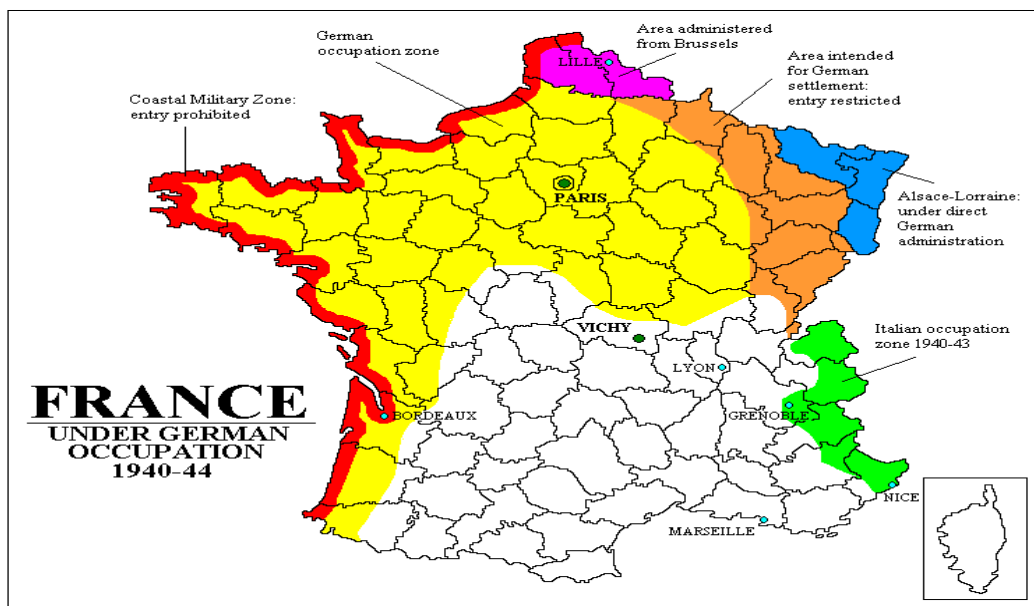 German
occupation zone
Area administered
from Brussels
Area intended
for German
settlement:
entry restricted
LILLE
Coastal Military Zone:
entry prohibited
PARIS
Alsace-Lorraine:
under direct
German
administration
VICHY
Italian occupation
zone 1940-43
LYON
FRANCE
UNDER GERMAN
OCCUPATION
1940-44
BORDEAUX
GRENOBLE
NICE
MARSEILLE